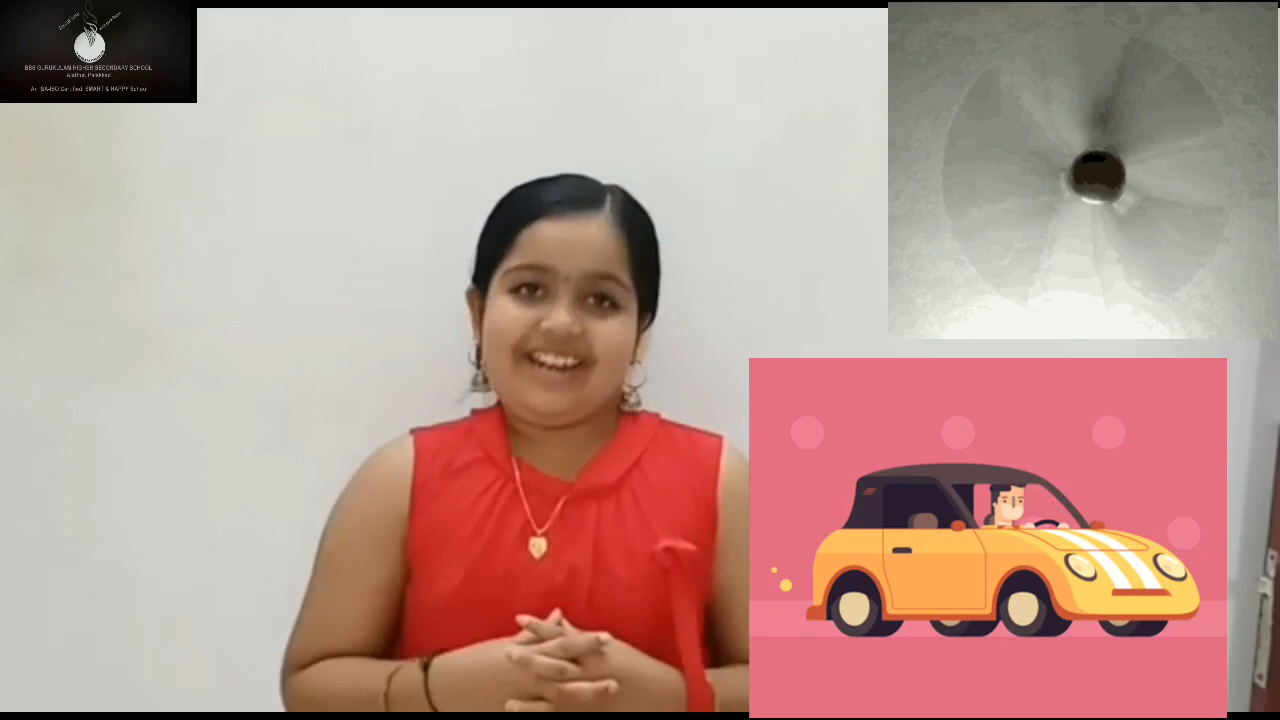 BSS GURUKULAM HIGHER SECONDARY SCHOOL
Alathur, Palakkad
An ISA-ISO Certified, SMART & HAPPY School